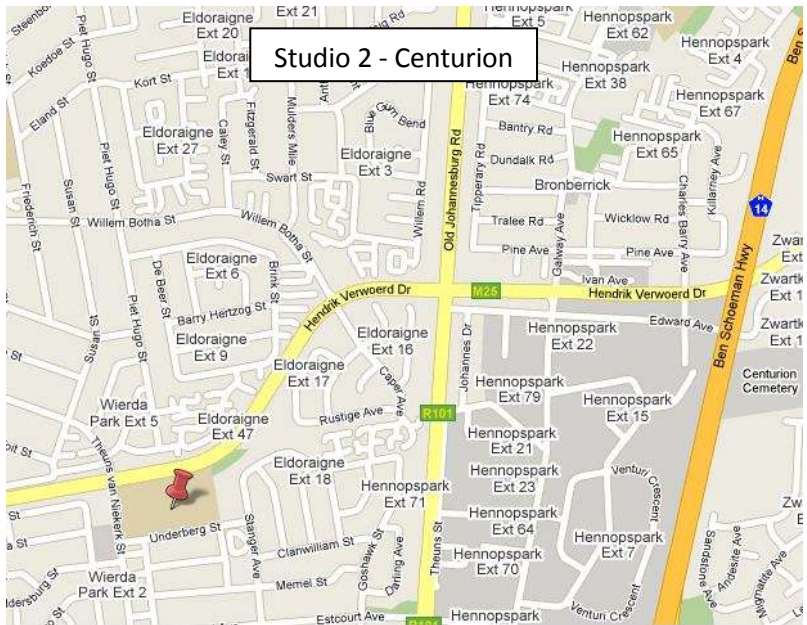 Studio 2 - Centurion
Steenbok
Koedoe St
Eland St
Piet Hugo St
Kort St
Eldoraigne
Ext 20
Eldoraigne
Ext 21
Eldoraigne
Ext 27
Caley St
Fitzgerald St
Mulders Mile
Blue Gum Bend
Eldoraigne
Ext 3
Swart St
Willem Rd
Old Johannesburg Rd
Tipperary Rd
Hennopspark
Ext 5
Hennopspark
Ext 62
Hennopspark
Ext 4
Hennopspark
Ext 74
Hennopspark
Ext 38
Hennopspark
Ext 67
Bantry Rd
Hennopspark
Ext 65
Dundalk Rd
Bronberrick
Tralee Rd
Wicklow Rd
Pine Ave
Pine Ave
Galway Ave
Charles Barry Ave
Killarney Ave
14
Ben Schoeman Hwy
Friederich St
Susan St
Piet Hugo St
Willem Botha St
Willem Botha St
De Beer St
Eldoraigne
Ext 6
Brink St
Barry Hertzog St
Hendrik Verwoerd Dr
M25
Ivan Ave
Hendrik Verwoerd Dr
Edward Ave
Susan St
Piet Hugo St
Eldoraigne
Ext 9
Eldoraigne
Ext 17
Eldoraigne
Ext 16
Caper Ave
Johannes Dr
Hennopspark
Ext 22
Centurion
Cemetery
Wierda
Park Ext 5
Eldoraigne
Ext 47
Rustige Ave
R101
Hennopspark
Ext 79
Hennopspark
Ext 15
Hennopspark
Ext 21
Theuns van Niekerk St
Eldoraigne
Ext 18
Hennopspark
Ext 71
Hennopspark
Ext 23
Venturi Crescent
Underberg St
Stanger Ave
Clanwilliam St
Goshawk St
Darling Ave
Theuns St
Hennopspark
Ext 64
Hennopspark
Ext 7
Wierda
Park Ext 2
Memel St
Hennopspark
Ext 70
Estcourt Ave
R101
Hennopspark
Venturi Crescent
Sandstone Ave
Andesite Ave
Migmatite Ave